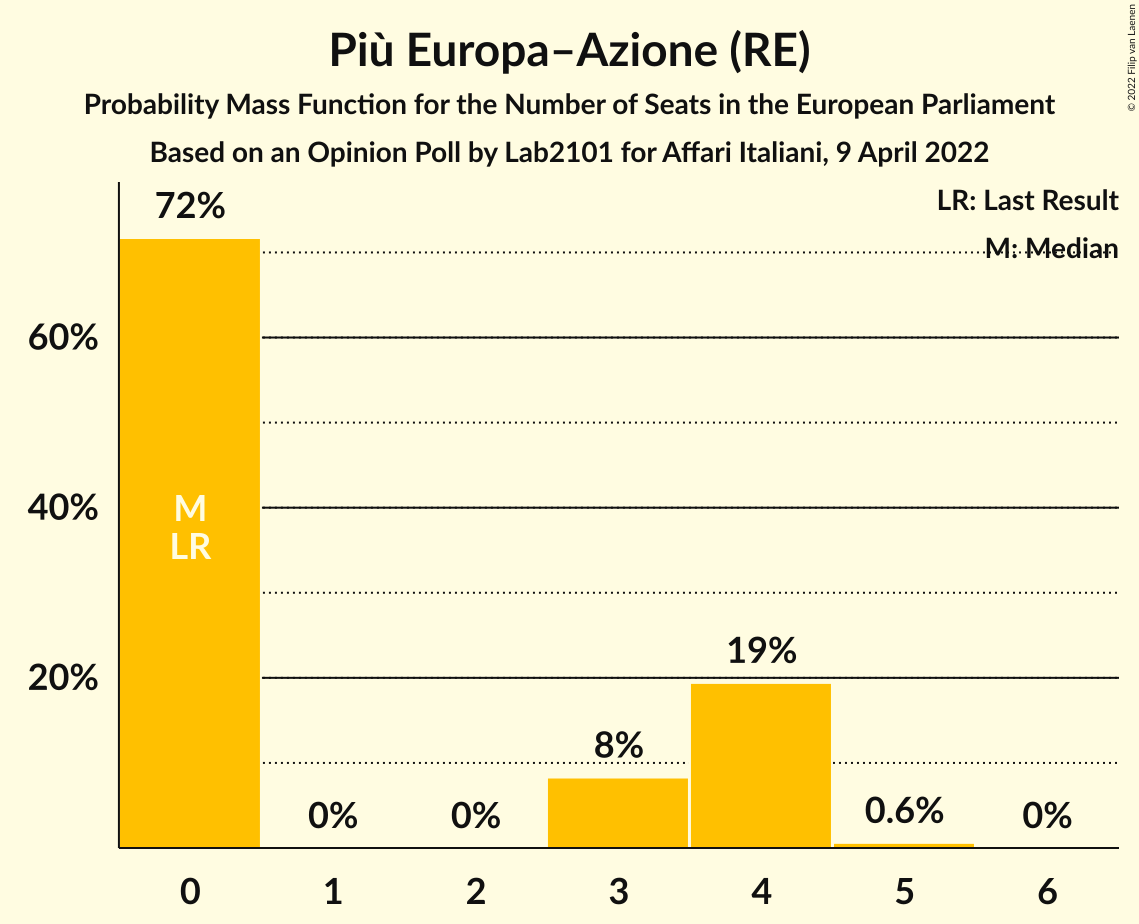 Più Europa–Azione (RE)
Probability Mass Function for the Number of Seats in the European Parliament
Based on an Opinion Poll by Lab2101 for Affari Italiani, 9 April 2022
© 2022 Filip van Laenen
LR: Last Result
M: Median
72%
60%
40%
20%
M
LR
0%
0%
8%
19%
0.6%
0%
0
1
2
3
4
5
6